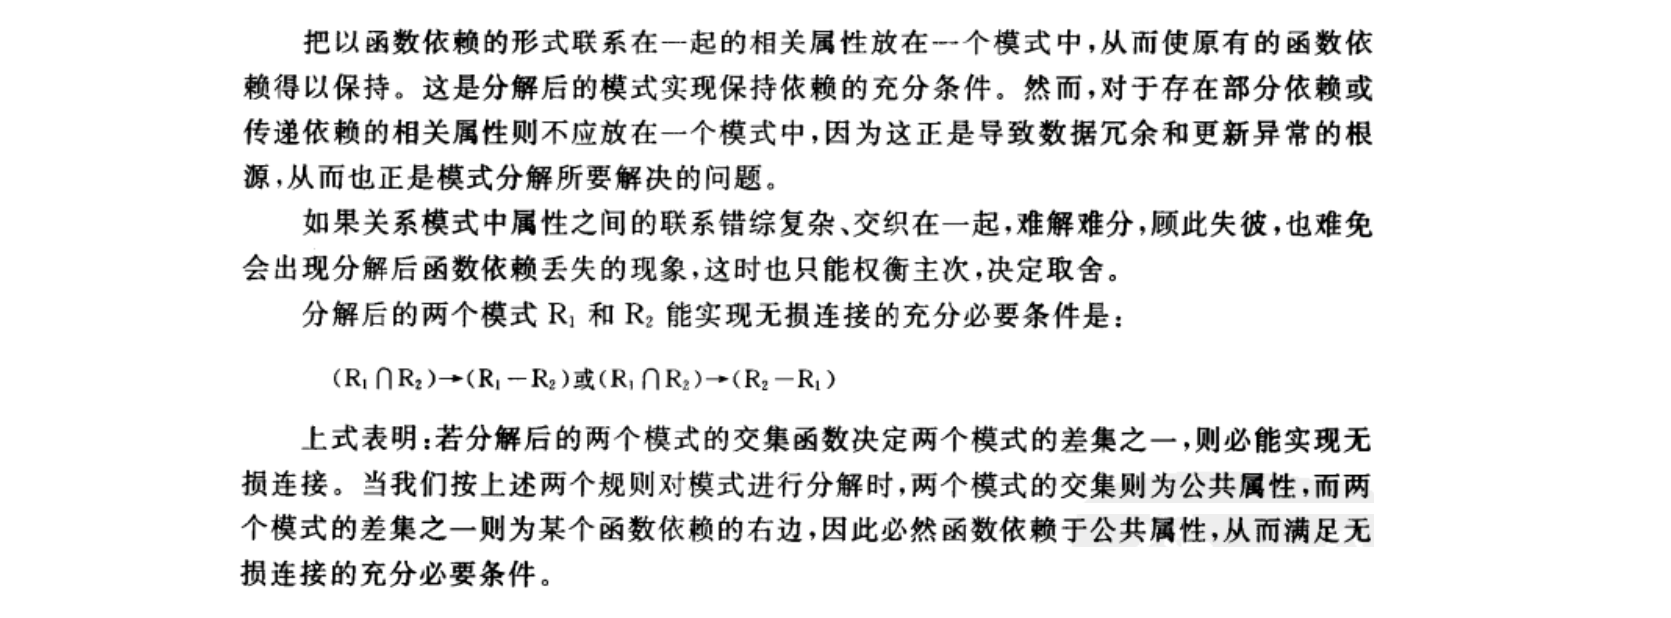 把以函数依赖的形式联系在一起的相关属性放在一个模式中,从而使原有的函数依
赖得以保持。这是分解后的模式实现保持依赖的充分条件。然而,对于存在部分依赖或
传递依赖的相关属性则不应放在一个模式中,因为这正是导致数据冗余和更新异常的根
源,从而也正是模式分解所要解决的问题。
如果关系模式中属性之间的联系错综复杂、交织在一起,难解难分,顾此失彼,也难免
会出现分解后函数依赖丢失的现象,这时也只能权衡主次,决定取舍。
分解后的两个模式 R₁ 和 R₂ 能实现无损连接的充分必要条件是:
(R₁∩R₂)→(R₁-R₂)或(R₁∩R₂)→(R₂-R₁)
上式表明:若分解后的两个模式的交集函数决定两个模式的差集之一,则必能实现无
损连接。当我们按上述两个规则对模式进行分解时,两个模式的交集则为公共属性,而两
个模式的差集之一则为某个函数依赖的右边,因此必然函数依赖于公共属性,从而满足无
损连接的充分必要条件。